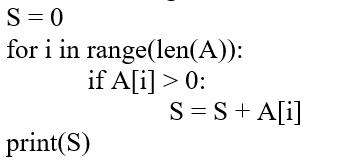 S = 0
for i in range(len(A)):
if A[i] > 0:
S = S + A[i]
print(S)